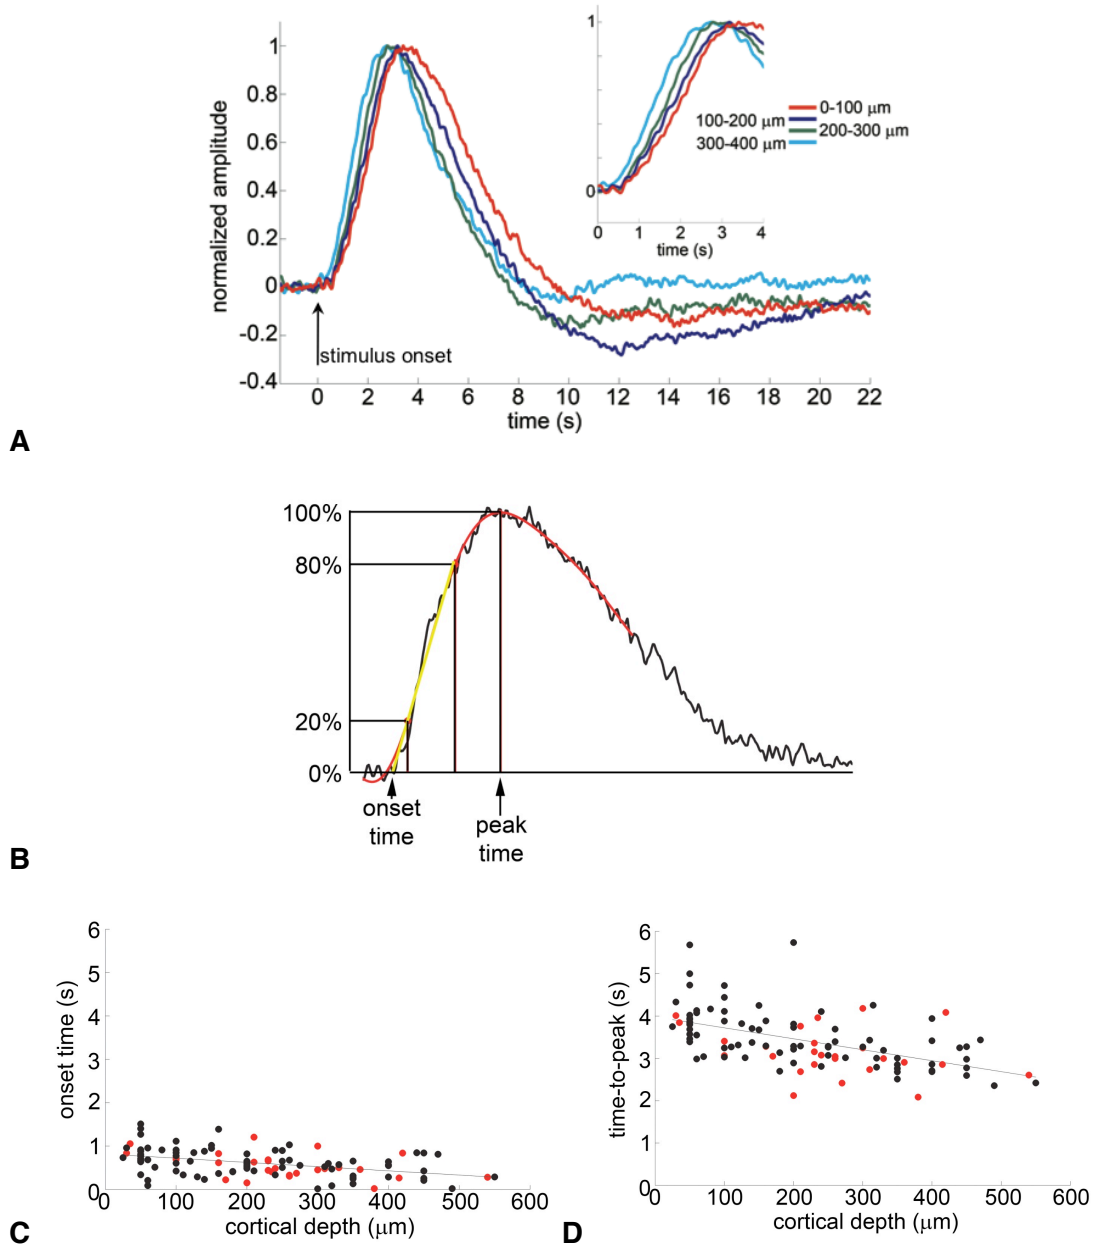 1
0.8
0.6
0.4
0.2
0
-0.2
-0.4
normalized amplitude
stimulus onset
0 2 4 6 8 10 12 14 16 18 20 22
time (s)
1
0
0 1 2 3 4
time (s)
0-100 µm
100-200 µm
200-300 µm
300-400 µm
A
100%
80%
20%
0%
onset
time
peak
time
B
6
5
4
3
2
1
0
onset time (s)
0 100 200 300 400 500 600
cortical depth (µm)
C
6
5
4
3
2
1
0
time-to-peak (s)
0 100 200 300 400 500 600
cortical depth (µm)
D